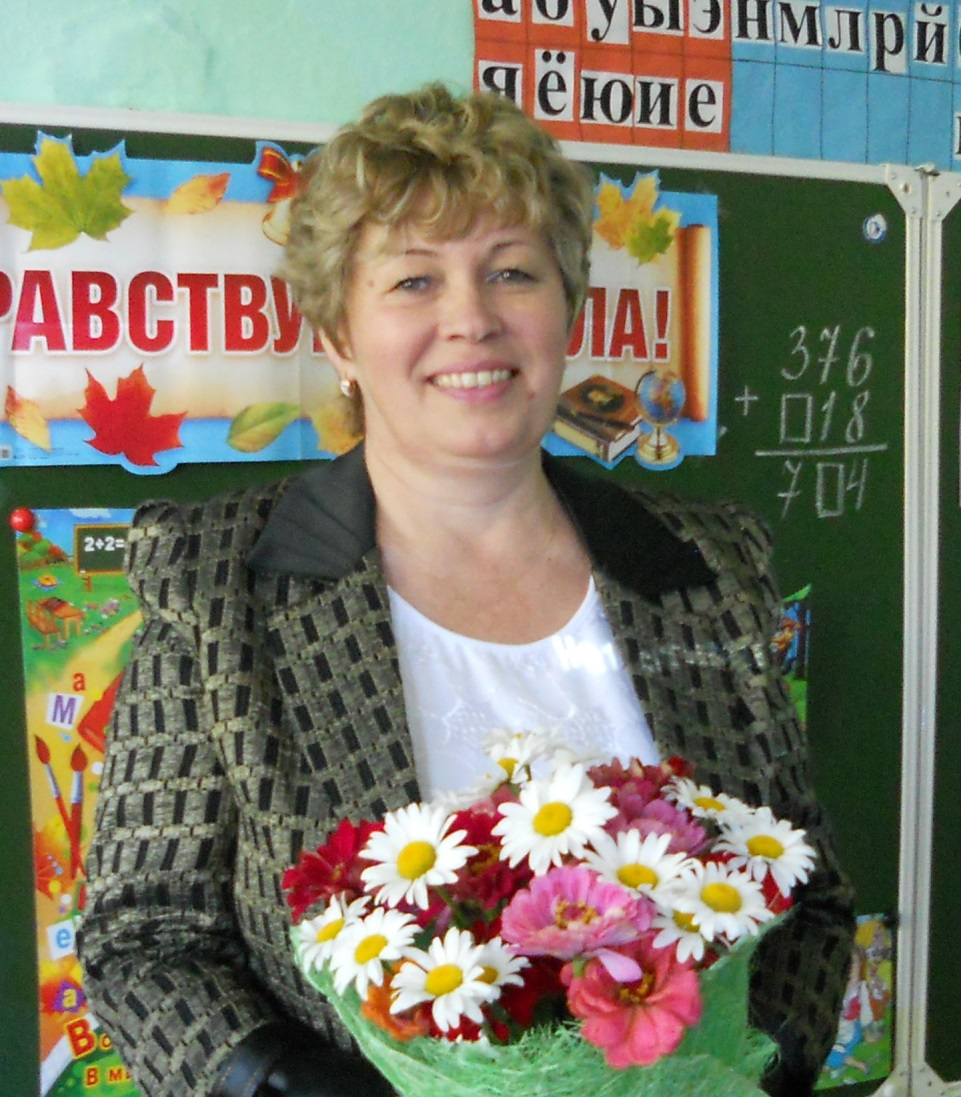 а о у ы э н м л р й
я ё ю и е
РАВСТВУ ЛА!
376
+ □18
7□4
2+2=
а
М
е
а
В
В м